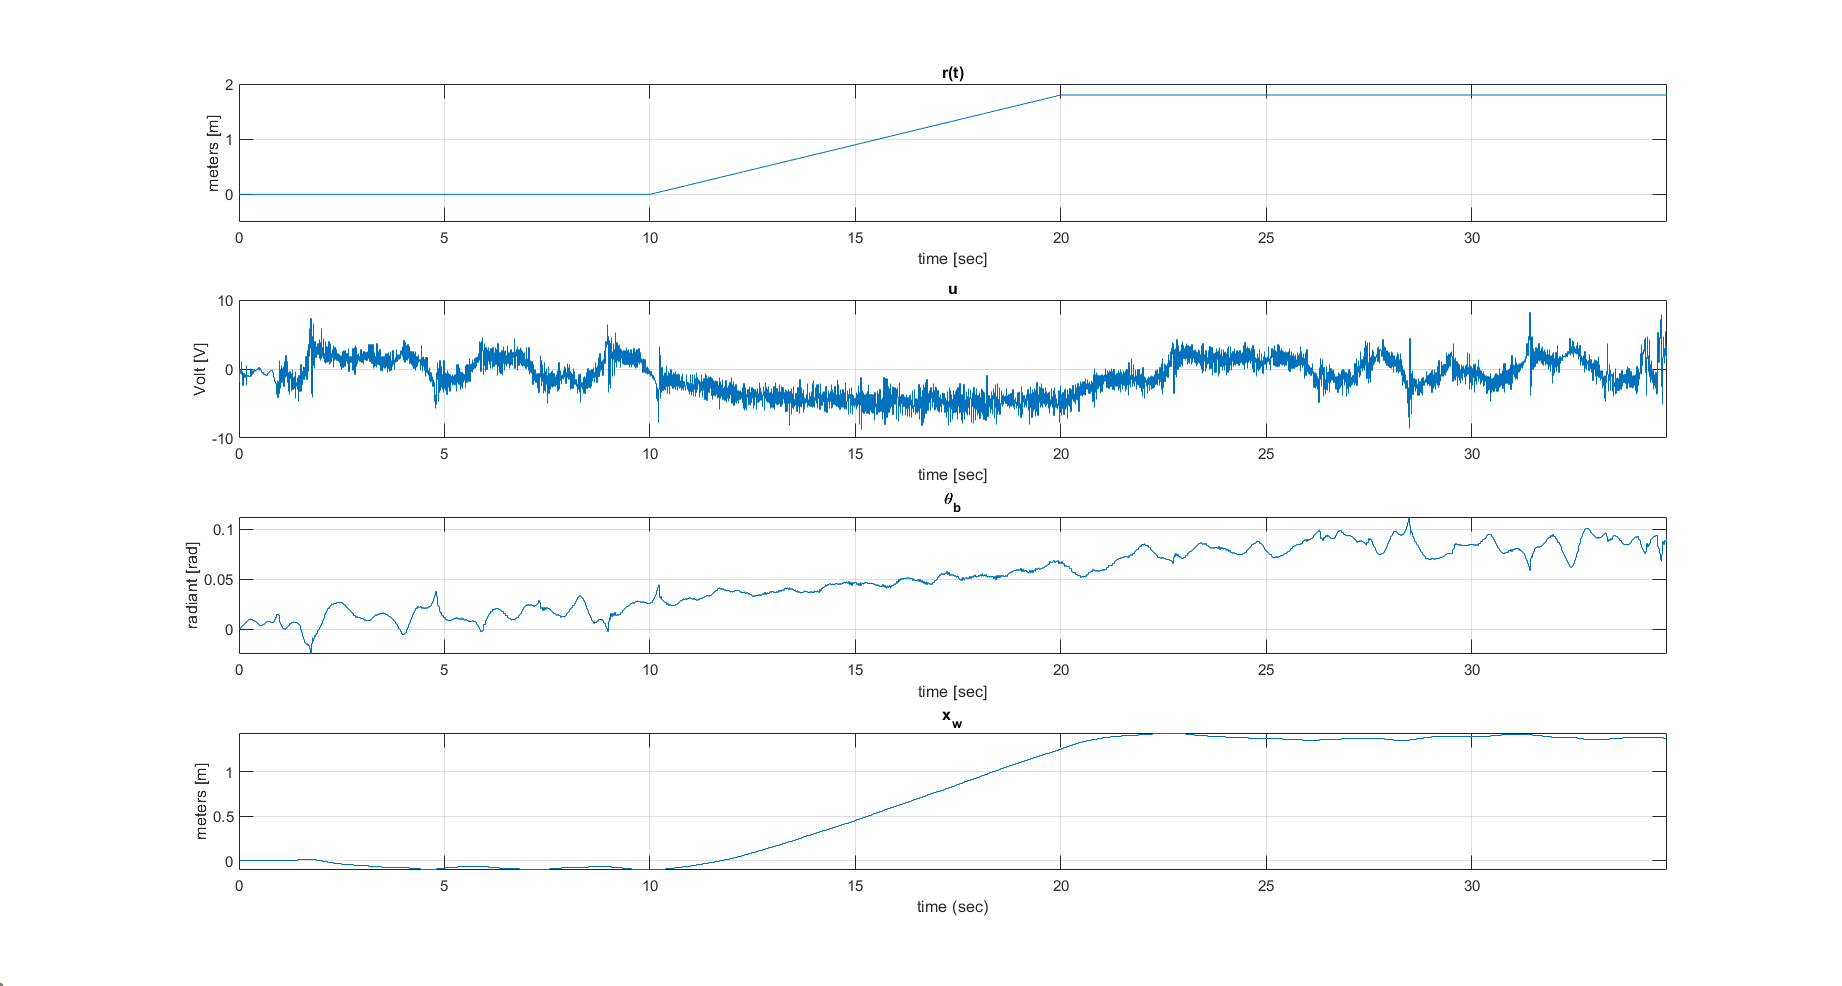 r(t)
meters [m]
2
1
0
0 5 10 15 20 25 30
time [sec]
u
Volt [V]
10
0
-10
0 5 10 15 20 25 30
time [sec]
θb
radiant [rad]
0.1
0.05
0
0 5 10 15 20 25 30
time [sec]
xw
meters [m]
1
0.5
0
0 5 10 15 20 25 30
time (sec)